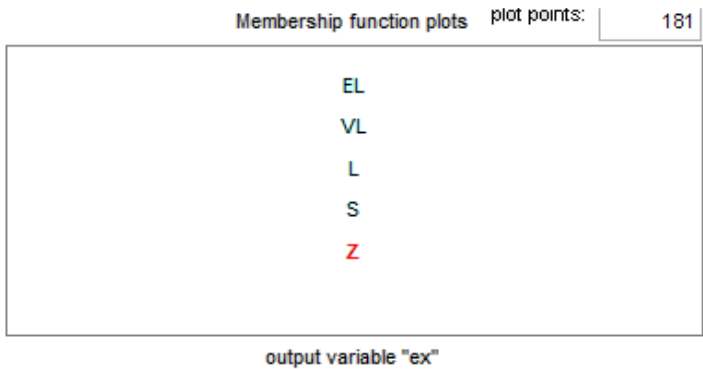 Membership function plots plot points: 181
EL
VL
L
S
Z
output variable "ex"